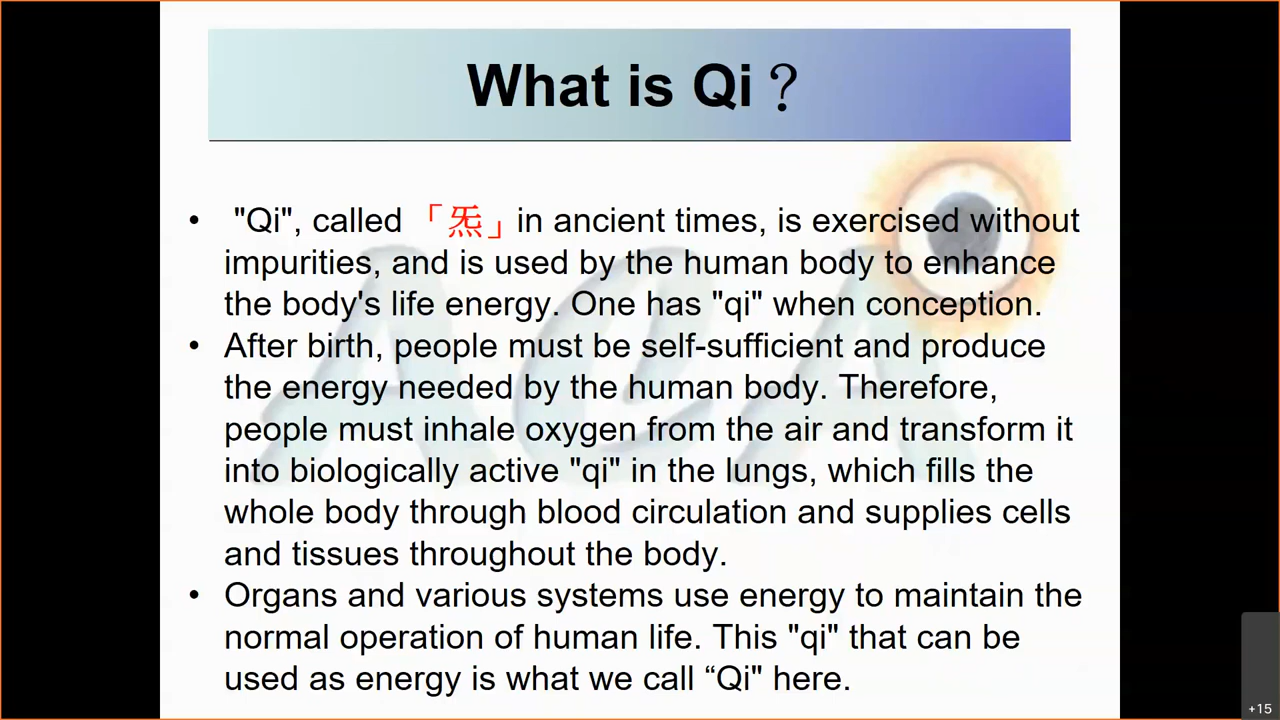 What is Qi？
• "Qi", called 「炁」in ancient times, is exercised without
impurities, and is used by the human body to enhance
the body's life energy. One has "qi" when conception.
• After birth, people must be self-sufficient and produce
the energy needed by the human body. Therefore,
people must inhale oxygen from the air and transform it
into biologically active "qi" in the lungs, which fills the
whole body through blood circulation and supplies cells
and tissues throughout the body.
• Organs and various systems use energy to maintain the
normal operation of human life. This "qi" that can be
used as energy is what we call “Qi" here.
+15